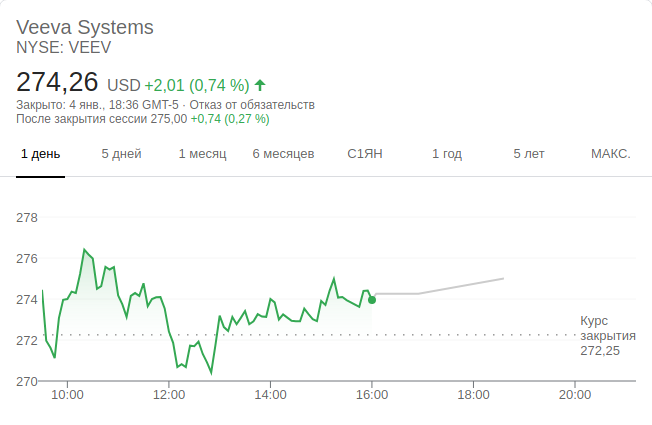 Veeva Systems
NYSE: VEEV
274,26 USD +2,01 (0,74 %)
Закрыто: 4 янв., 18:36 GMT-5 · Отказ от обязательств
После закрытия сессии 275,00 +0,74 (0,27 %)
1 день 5 дней 1 месяц 6 месяцев С1ЯН 1 год 5 лет МАКС.
278
276
274
272
270
Курс
закрытия
272,25
10:00 12:00 14:00 16:00 18:00 20:00